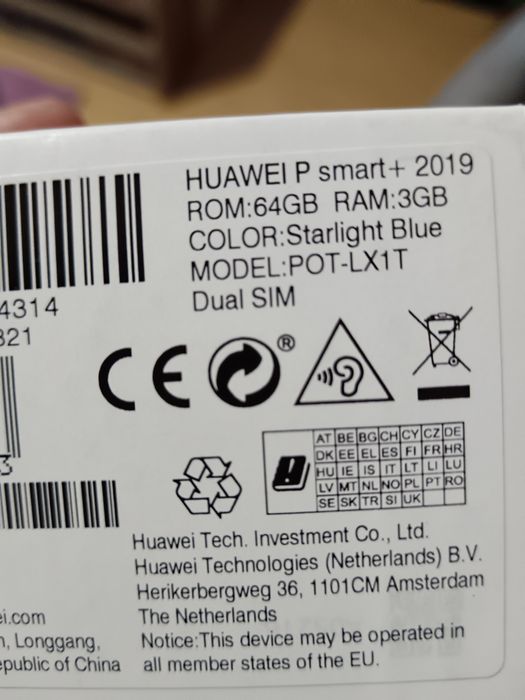 HUAWEI P smart+ 2019
ROM:64GB RAM:3GB
COLOR:Starlight Blue
MODEL:POT-LX1T
Dual SIM
4314
321
CE
®
3
AT BE BG CH CY CZ DE
DK EE EL ES FI FR HR
HU IE IS IT LT LI LU
LV MT NL NO PL PT RO
SE SK TR SI UK
Huawei Tech. Investment Co., Ltd.
Huawei Technologies (Netherlands) B.V.
Herikerbergweg 36, 1101CM Amsterdam
The Netherlands
Notice:This device may be operated in
all member states of the EU.
ei.com
n, Longgang,
epublic of China